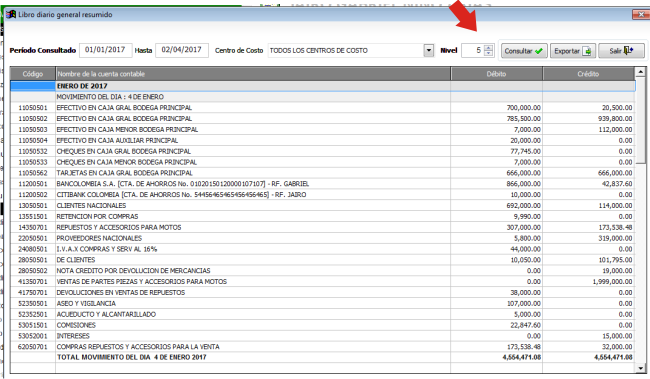 Libro diario general resumido
Período Consultado 01/01/2017 Hasta 02/04/2017 Centro de Costo TODOS LOS CENTROS DE COSTO Nivel 5 Consultar Exportar Salir
Código Nombre de la cuenta contable Débito Crédito
ENERO DE 2017
MOVIMIENTO DEL DIA : 4 DE ENERO
11050501 EFECTIVO EN CAJA GRAL BODEGA PRINCIPAL 700,000.00 20,500.00
11050502 EFECTIVO EN CAJA GRAL BODEGA PRINCIPAL 785,500.00 939,800.00
11050503 EFECTIVO EN CAJA MENOR BODEGA PRINCIPAL 7,000.00 112,000.00
11050504 EFECTIVO EN CAJA AUXILIAR PRINCIPAL 20,000.00 0.00
11050532 CHEQUES EN CAJA GRAL BODEGA PRINCIPAL 77,745.00 0.00
11050533 CHEQUES EN CAJA MENOR BODEGA PRINCIPAL 7,000.00 0.00
11050562 TARJETAS EN CAJA GRAL BODEGA PRINCIPAL 666,000.00 666,000.00
11200501 BANCOLOMBIA S.A. [CTA. DE AHORROS No. 01020150120000107107] - RF. GABRIEL 866,000.00 42,837.60
11200502 CITIBANK COLOMBIA [CTA. DE AHORROS No. 5445646546545646465] - RF. JAIRO 10,000.00 0.00
13050501 CLIENTES NACIONALES 692,000.00 114,000.00
13551501 RETENCION POR COMPRAS 9,990.00 0.00
14350701 REPUESTOS Y ACCESORIOS PARA MOTOS 307,000.00 173,538.48
22050501 PROVEEDORES NACIONALES 5,800.00 319,000.00
24080501 I.V.A.X COMPRAS Y SERV AL 16% 44,000.00 0.00
28050501 DE CLIENTES 10,050.00 101,795.00
28050502 NOTA CREDITO POR DEVOLUCION DE MERCANCIAS 0.00 19,000.00
41350701 VENTAS DE PARTES PIEZAS Y ACCESORIOS PARA MOTOS 0.00 1,999,000.00
41750701 DEVOLUCIONES EN VENTAS DE REPUESTOS 38,000.00 0.00
52350501 ASEO Y VIGILANCIA 107,000.00 0.00
52352501 ACUEDUCTO Y ALCANTARILLADO 5,000.00 0.00
53051501 COMISIONES 22,847.60 0.00
53052001 INTERESES 0.00 15,000.00
62050701 COMPRAS REPUESTOS Y ACCESORIOS PARA LA VENTA 173,538.48 32,000.00
TOTAL MOVIMIENTO DEL DIA 4 DE ENERO 2017 4,554,471.08 4,554,471.08